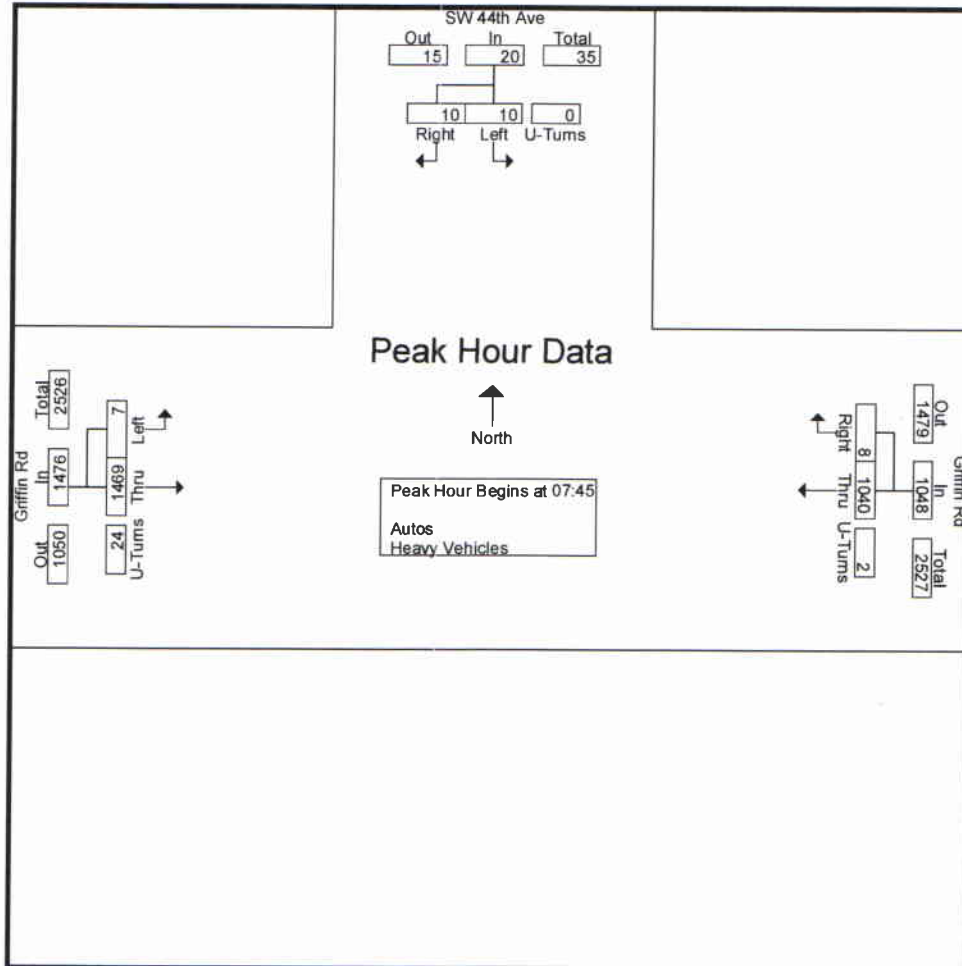 SW 44th Ave
Out In Total
15 20 35
10 10 0
Right Left U-Turns
Peak Hour Data
North
Peak Hour Begins at 07:45
Autos
Heavy Vehicles
Griffin Rd
Out In Total
1050 1476 2526
U-Turns Thru Left
24 1469 7
Griffin Rd
Out In Total
1479 1048 2527
8 1040 2
Right Thru U-Turns